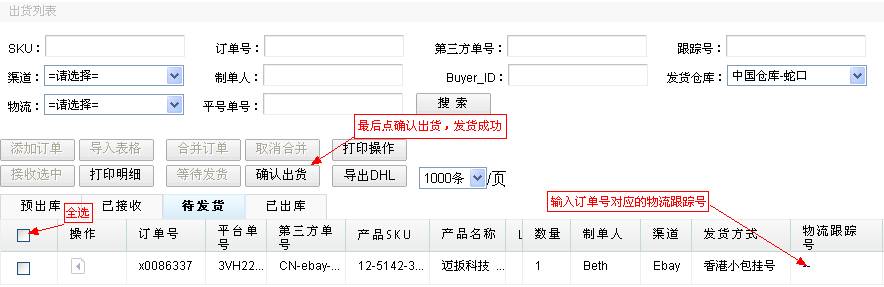 出货列表
SKU： 订单号： 第三方单号： 跟踪号：
渠道： =请选择= 制单人： Buyer_ID： 发货仓库： 中国仓库-蛇口
物流： =请选择= 平号单号： 搜 索
最后点确认出货，发货成功
添加订单 导入表格 合并订单 取消合并 打印操作
接收选中 打印明细 等待发货 确认出货 导出DHL 1000条 /页
输入订单号对应的物流跟踪号
预出库 全选 已接收 待发货 已出库
操作 订单号 平台单号 第三方单号 产品SKU 产品名称 L 数量 制单人 渠道 发货方式 物流跟踪号
x0086337 3VH22... CN-ebay-... 12-5142-3... 迈拔科技 ... 1 Beth Ebay 香港小包挂号 --